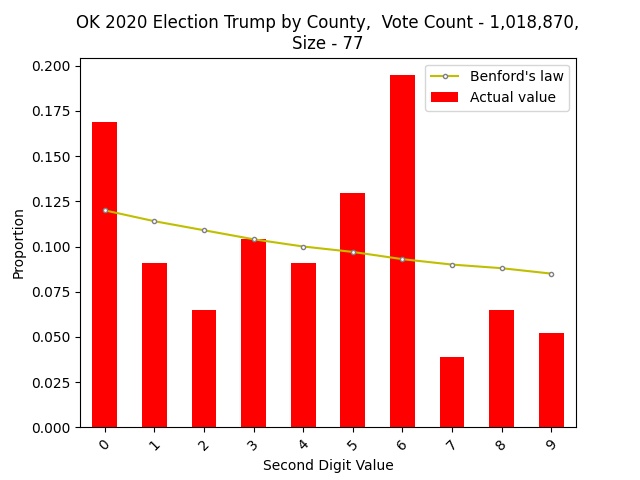 OK 2020 Election Trump by County,  Vote Count - 1,018,870,
Size - 77
Benford's law
Actual value
0.200
0.175
0.150
0.125
0.100
0.075
0.050
0.025
0.000
Proportion
0 1 2 3 4 5 6 7 8 9
Second Digit Value